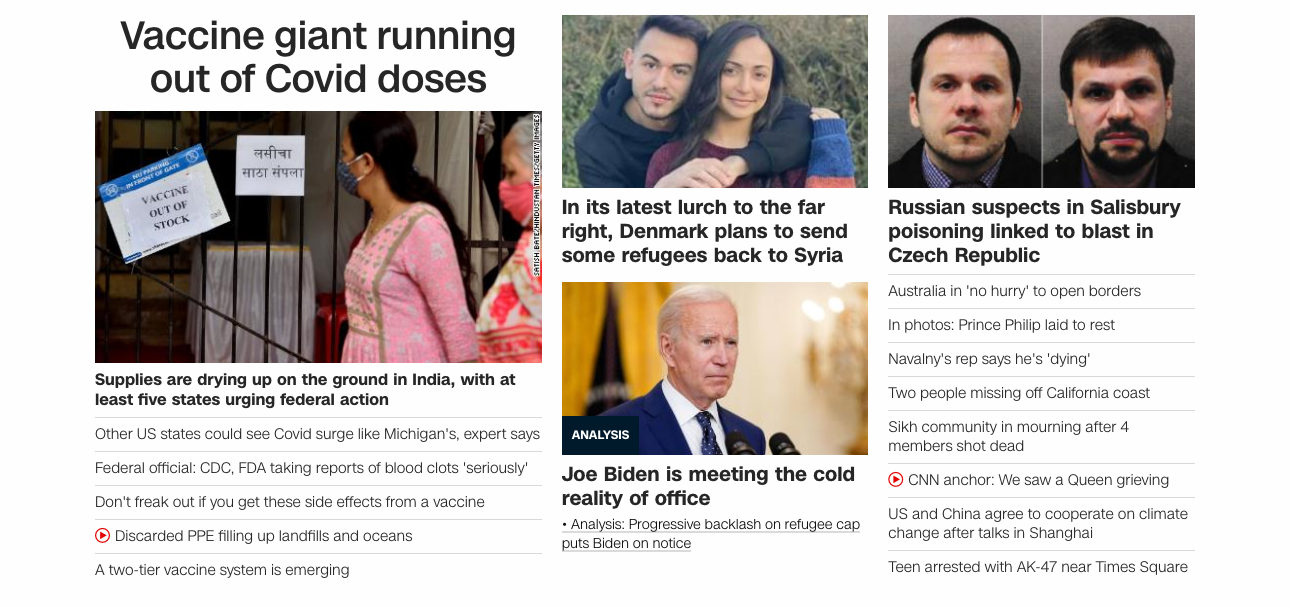 Vaccine giant running
out of Covid doses
NO PARKING
IN FRONT OF GATE
VACCINE
OUT OF
STOCK
लसीचा
साठा संपला
SATISH BATE/HINDUSTAN TIMES/GETTY IMAGES
Supplies are drying up on the ground in India, with at
least five states urging federal action
Other US states could see Covid surge like Michigan's, expert says
Federal official: CDC, FDA taking reports of blood clots 'seriously'
Don't freak out if you get these side effects from a vaccine
Discarded PPE filling up landfills and oceans
A two-tier vaccine system is emerging
In its latest lurch to the far
right, Denmark plans to send
some refugees back to Syria
ANALYSIS
Joe Biden is meeting the cold
reality of office
• Analysis: Progressive backlash on refugee cap
puts Biden on notice
Russian suspects in Salisbury
poisoning linked to blast in
Czech Republic
Australia in 'no hurry' to open borders
In photos: Prince Philip laid to rest
Navalny's rep says he's 'dying'
Two people missing off California coast
Sikh community in mourning after 4
members shot dead
CNN anchor: We saw a Queen grieving
US and China agree to cooperate on climate
change after talks in Shanghai
Teen arrested with AK-47 near Times Square